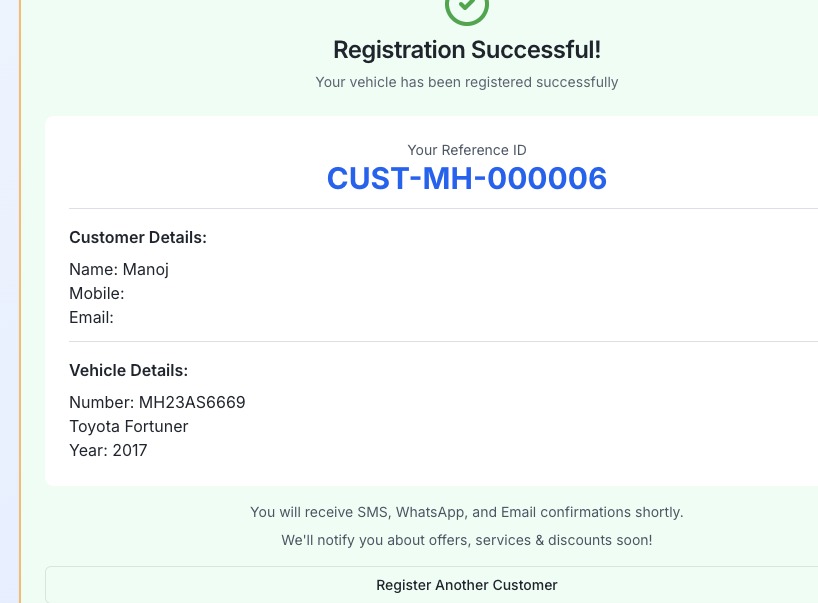 Registration Successful!
Your vehicle has been registered successfully
Your Reference ID
CUST-MH-000006
Customer Details:
Name: Manoj
Mobile:
Email:
Vehicle Details:
Number: MH23AS6669
Toyota Fortuner
Year: 2017
You will receive SMS, WhatsApp, and Email confirmations shortly.
We'll notify you about offers, services & discounts soon!
Register Another Customer